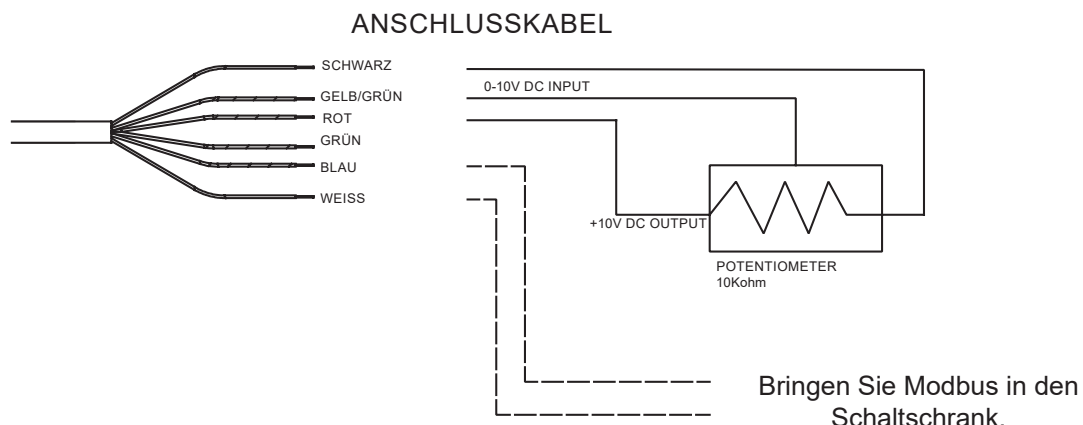 ANSCHLUSSKABEL
SCHWARZ
0-10V DC INPUT
GELB/GRÜN
ROT
GRÜN
BLAU
WEISS
+10V DC OUTPUT
POTENTIOMETER
10Kohm
Bringen Sie Modbus in den
Schaltschrank.